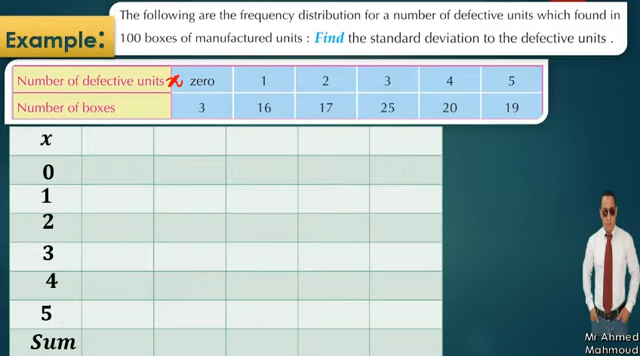 The following are the frequency distribution for a number of defective units which found in
Example: 100 boxes of manufactured units : Find the standard deviation to the defective units .
Number of defective units x zero 1 2 3 4 5
Number of boxes 3 16 17 25 20 19
x
0
1
2
3
4
5
Sum
Mr Ahmed
Mahmoud